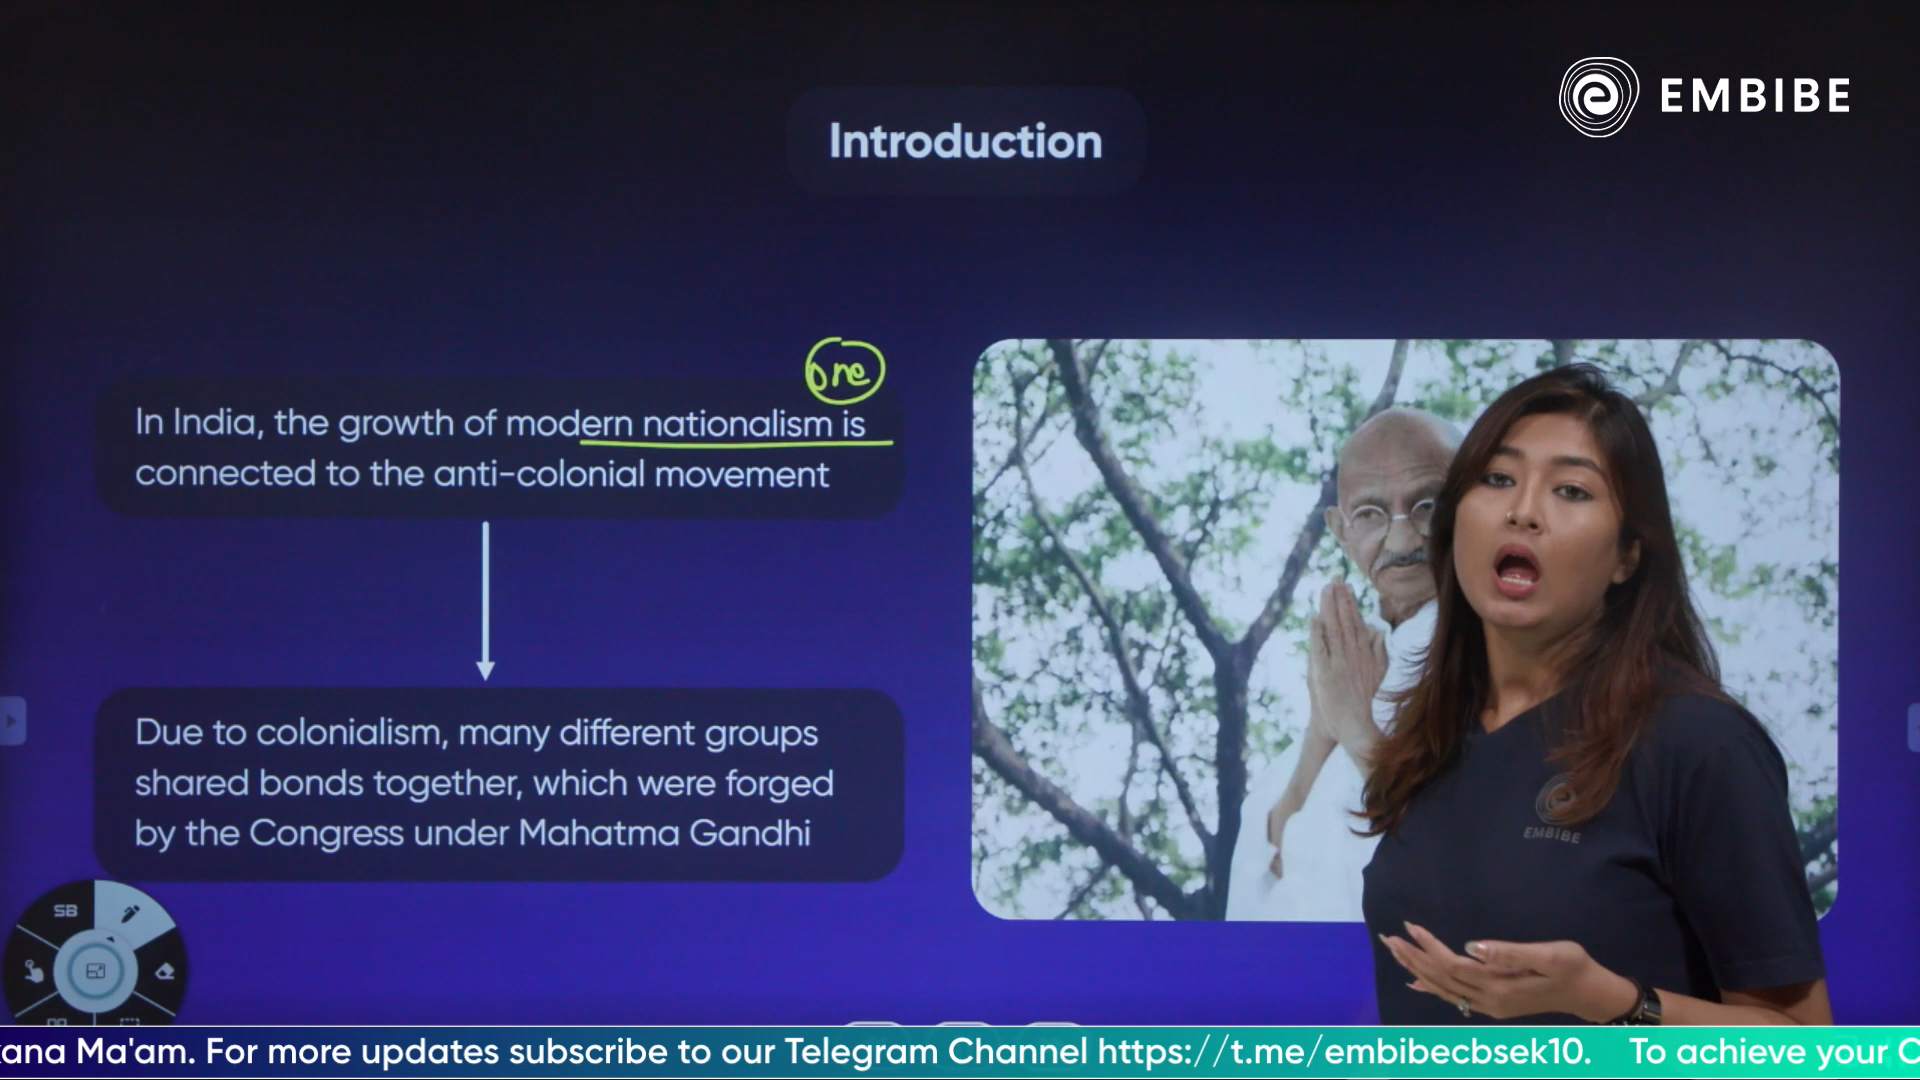 EMBIBE
Introduction
one
In India, the growth of modern nationalism is
connected to the anti-colonial movement
Due to colonialism, many different groups
shared bonds together, which were forged
by the Congress under Mahatma Gandhi
EMBIBE
SB
Ma'am. For more updates subscribe to our Telegram Channel https://t.me/embibecbsek10. To achieve your